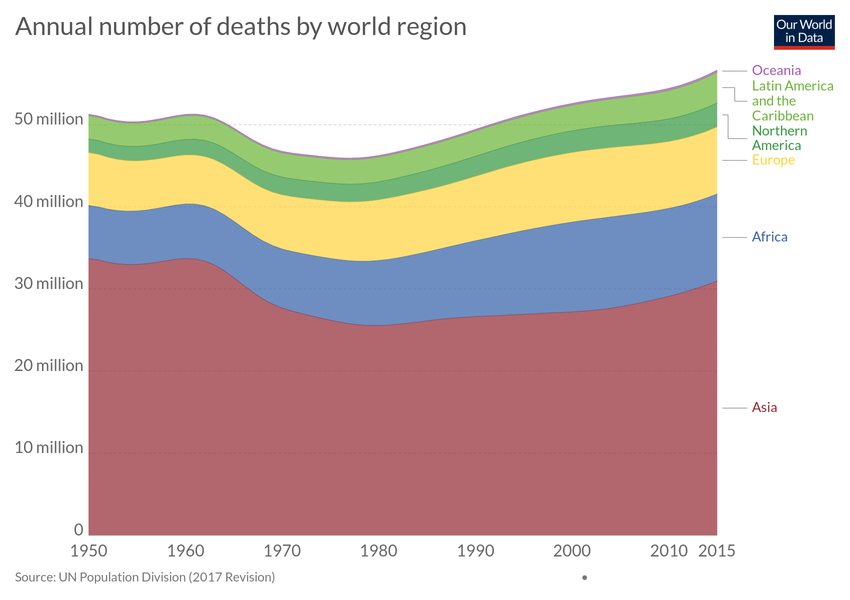 Annual number of deaths by world region
Our World
in Data
Oceania
Latin America
and the
Caribbean
Northern
America
Europe
Africa
Asia
50 million
40 million
30 million
20 million
10 million
0
1950 1960 1970 1980 1990 2000 2010 2015
Source: UN Population Division (2017 Revision)